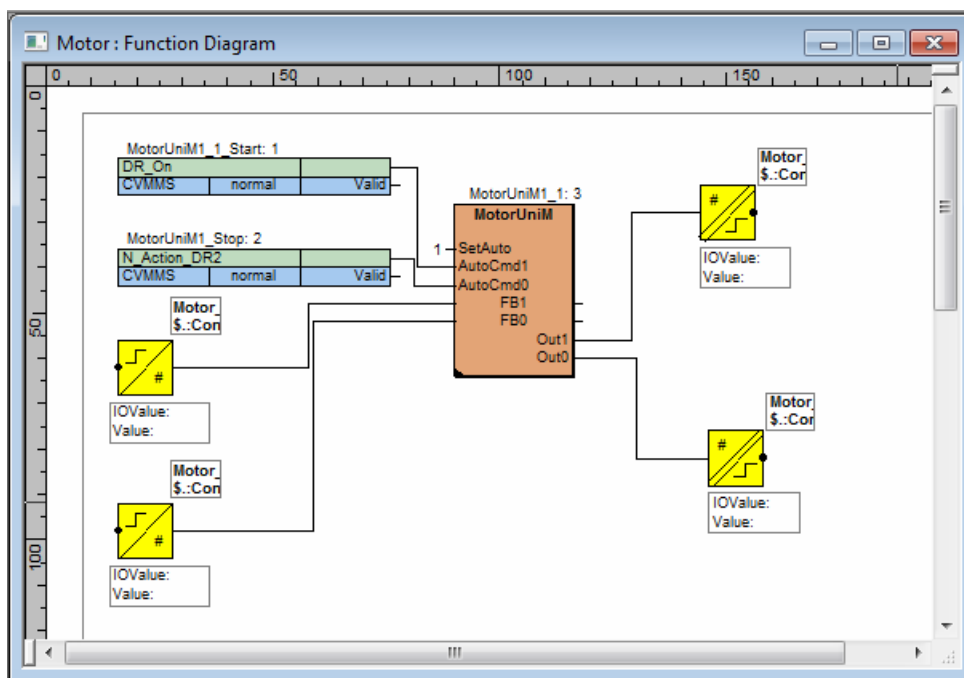 Motor : Function Diagram
0 50 100 150
0
50
100
MotorUniM1_1_Start: 1
DR_On
CVMMS normal Valid
MotorUniM1_Stop: 2
N_Action_DR2
CVMMS normal Valid
MotorUniM1_1: 3
MotorUniM
1 SetAuto
AutoCmd1
AutoCmd0
FB1
FB0
Out1
Out0
Motor_
$.:Con
#
IOValue:
Value:
Motor_
$.:Con
#
IOValue:
Value:
Motor_
$.:Cor
#
IOValue:
Value:
Motor_
$.:Cor
#
IOValue:
Value: